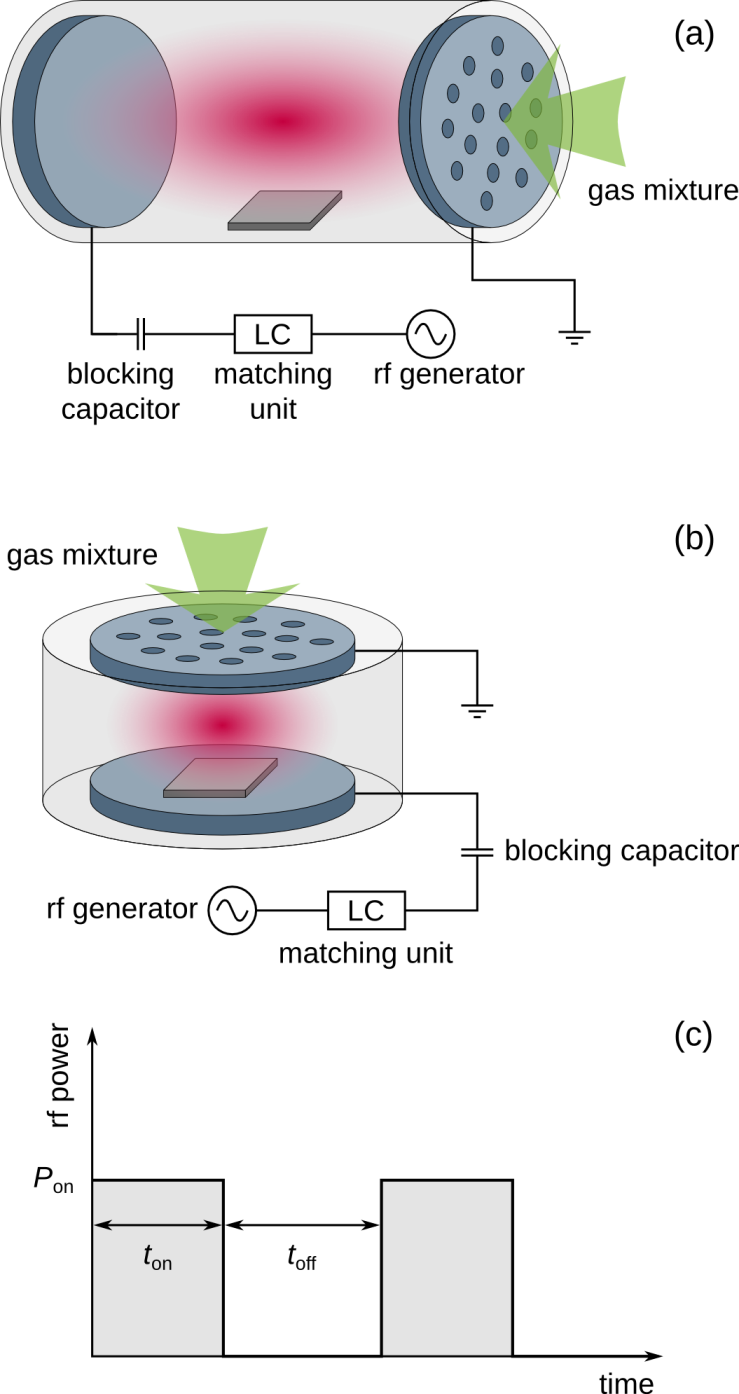 (a)
gas mixture
LC
blocking
capacitor
matching
unit
rf generator
(b)
gas mixture
blocking capacitor
rf generator
LC
matching unit
(c)
rf power
Pon
ton
toff
time